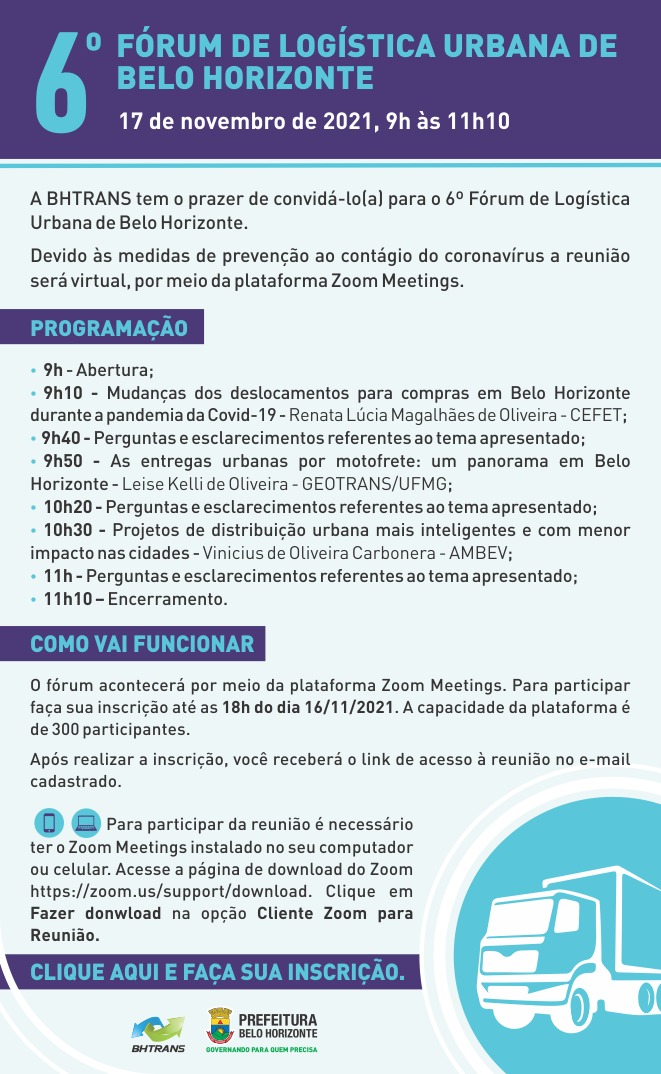 6º FÓRUM DE LOGÍSTICA URBANA DE
BELO HORIZONTE
17 de novembro de 2021, 9h às 11h10
A BHTRANS tem o prazer de convidá-lo(a) para o 6º Fórum de Logística
Urbana de Belo Horizonte.
Devido às medidas de prevenção ao contágio do coronavírus a reunião
será virtual, por meio da plataforma Zoom Meetings.
PROGRAMAÇÃO
• 9h - Abertura;
• 9h10 - Mudanças dos deslocamentos para compras em Belo Horizonte
durante a pandemia da Covid-19 - Renata Lúcia Magalhães de Oliveira - CEFET;
• 9h40 - Perguntas e esclarecimentos referentes ao tema apresentado;
• 9h50 - As entregas urbanas por motofrete: um panorama em Belo
Horizonte - Leise Kelli de Oliveira - GEOTRANS/UFMG;
• 10h20 - Perguntas e esclarecimentos referentes ao tema apresentado;
• 10h30 - Projetos de distribuição urbana mais inteligentes e com menor
impacto nas cidades - Vinicius de Oliveira Carbonera - AMBEV;
• 11h - Perguntas e esclarecimentos referentes ao tema apresentado;
• 11h10 – Encerramento.
COMO VAI FUNCIONAR
O fórum acontecerá por meio da plataforma Zoom Meetings. Para participar
faça sua inscrição até as 18h do dia 16/11/2021. A capacidade da plataforma é
de 300 participantes.
Após realizar a inscrição, você receberá o link de acesso à reunião no e-mail
cadastrado.
Para participar da reunião é necessário
ter o Zoom Meetings instalado no seu computador
ou celular. Acesse a página de download do Zoom
https://zoom.us/support/download. Clique em
Fazer donwload na opção Cliente Zoom para
Reunião.
CLIQUE AQUI E FAÇA SUA INSCRIÇÃO.
BHTRANS
PREFEITURA
BELO HORIZONTE
GOVERNANDO PARA QUEM PRECISA